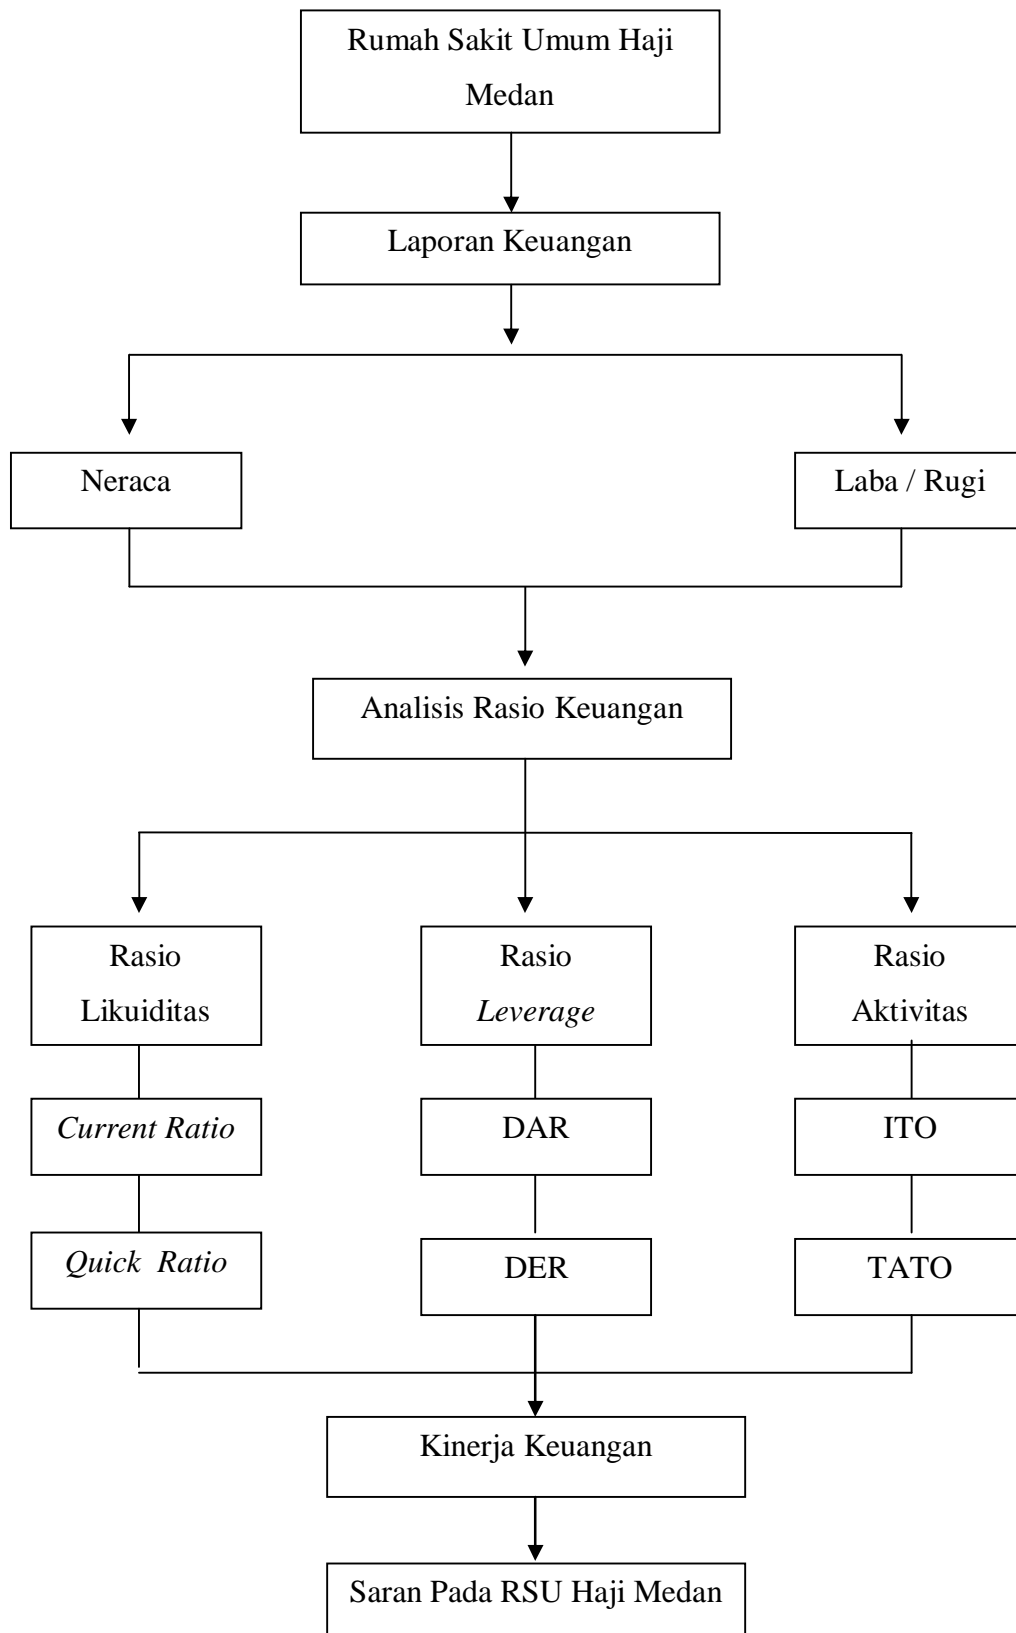 Rumah Sakit Umum Haji
Medan
Laporan Keuangan
Neraca
Laba / Rugi
Analisis Rasio Keuangan
Rasio
Likuiditas
Rasio
Leverage
Rasio
Aktivitas
Current Ratio
DAR
ITO
Quick Ratio
DER
TATO
Kinerja Keuangan
Saran Pada RSU Haji Medan